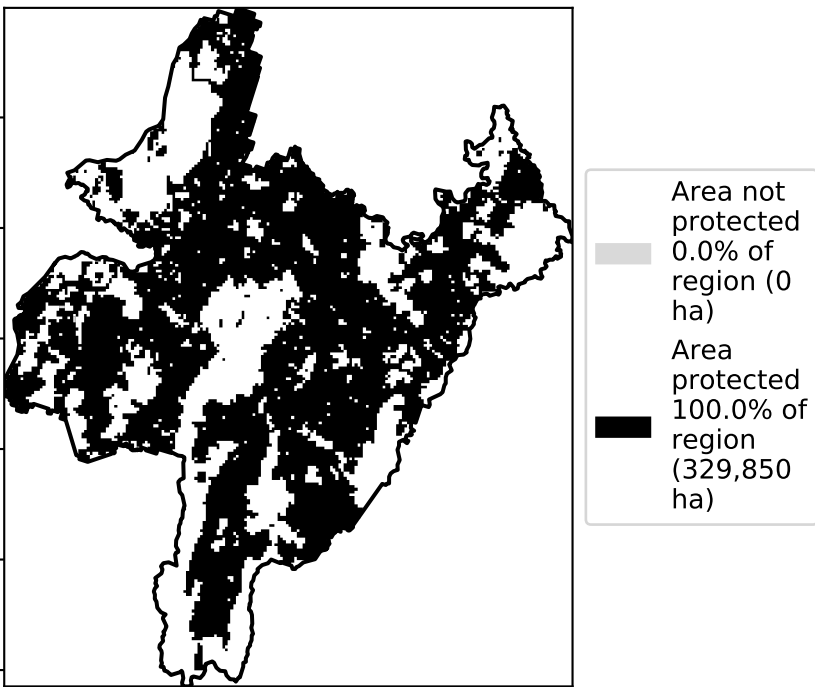 Area not
protected
0.0% of
region (0
ha)
Area
protected
100.0% of
region
(329,850
ha)